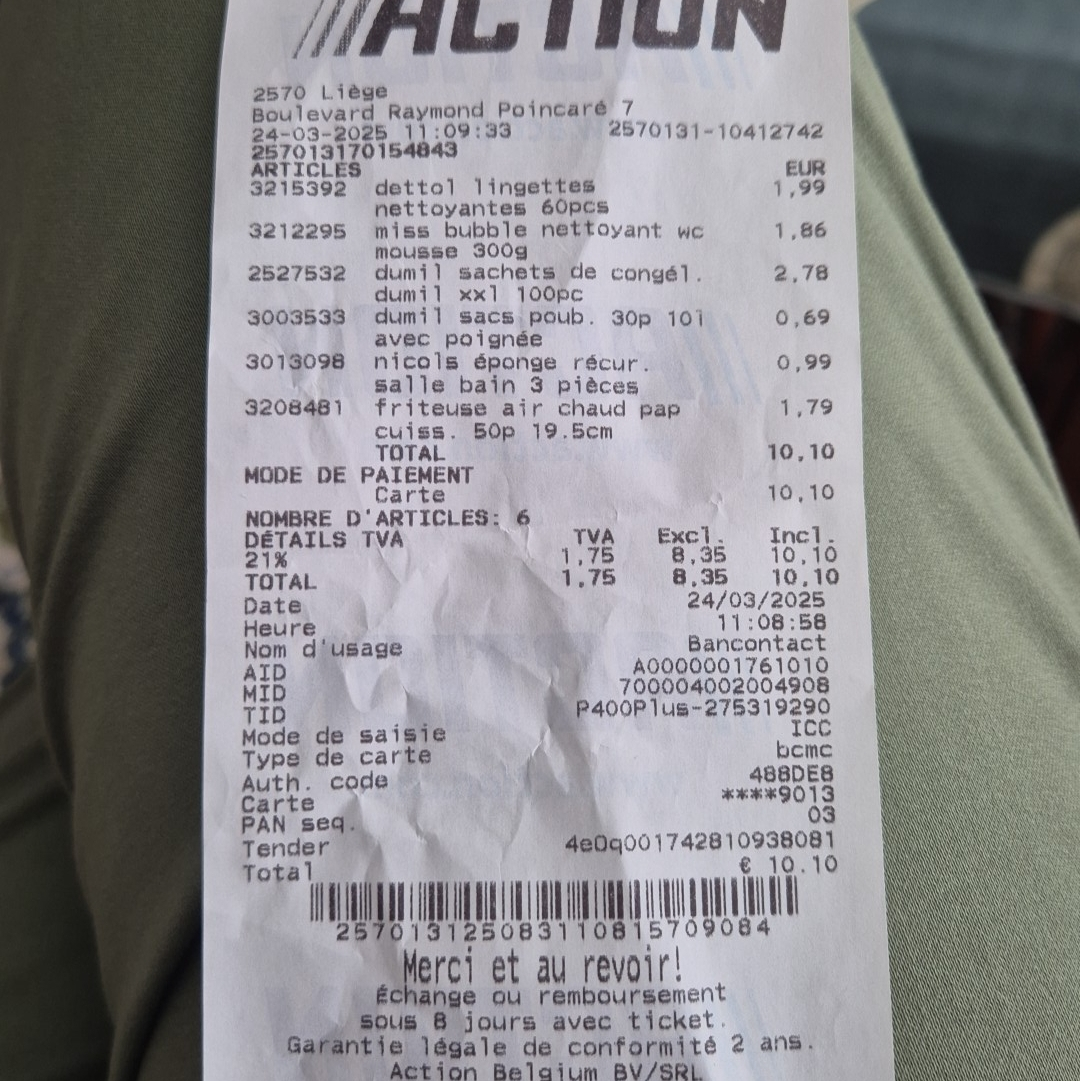 ACTION
2570 Liège
Boulevard Raymond Poincaré 7
24-03-2025 11:09:33 2570131-10412742
257013170154843
ARTICLES EUR
3215392 dettol lingettes 1,99
nettoyantes 60pcs
3212295 miss bubble nettoyant wc 1,86
mousse 300g
2527532 dumil sachets de congél. 2,78
dumil xxl 100pc
3003533 dumil sacs poub. 30p 10l 0,69
avec poignée
3013098 nicols éponge récur. 0,99
salle bain 3 pièces
3208481 friteuse air chaud pap 1,79
cuiss. 50p 19.5cm
TOTAL 10,10
MODE DE PAIEMENT
Carte 10,10
NOMBRE D'ARTICLES: 6
DÉTAILS TVA TVA Excl. Incl.
21% 1,75 8,35 10,10
TOTAL 1,75 8,35 10,10
Date 24/03/2025
Heure 11:08:58
Nom d'usage Bancontact
AID A0000001761010
MID 700004002004908
TID P400Plus-275319290
Mode de saisie ICC
Type de carte bcmc
Auth. code 488DE8
Carte ****9013
PAN seq. 03
Tender 4e0q001742810938081
Total € 10.10
257013125083110815709084
Merci et au revoir!
Échange ou remboursement
sous 8 jours avec ticket.
Garantie légale de conformité 2 ans.
Action Belgium BV/SRL